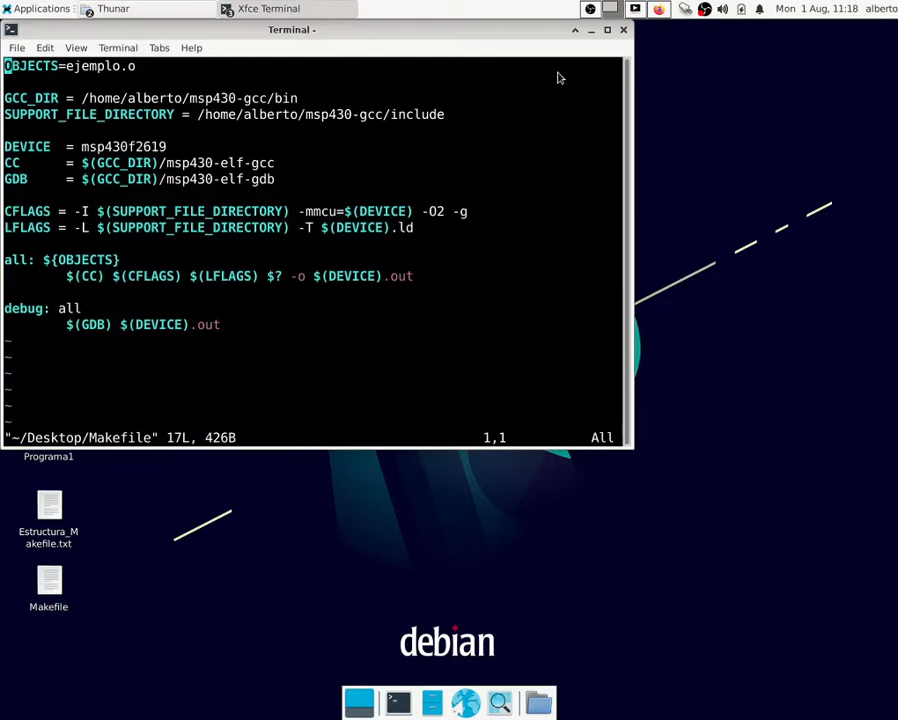 Applications
2 Thunar
3 Xfce Terminal
Mon 1 Aug, 11:18 alberto
Terminal -
File Edit View Terminal Tabs Help
OBJECTS=ejemplo.o
GCC_DIR = /home/alberto/msp430-gcc/bin
SUPPORT_FILE_DIRECTORY = /home/alberto/msp430-gcc/include
DEVICE = msp430f2619
CC = $(GCC_DIR)/msp430-elf-gcc
GDB = $(GCC_DIR)/msp430-elf-gdb
CFLAGS = -I $(SUPPORT_FILE_DIRECTORY) -mmcu=$(DEVICE) -O2 -g
LFLAGS = -L $(SUPPORT_FILE_DIRECTORY) -T $(DEVICE).ld
all: ${OBJECTS}
$(CC) $(CFLAGS) $(LFLAGS) $? -o $(DEVICE).out
debug: all
$(GDB) $(DEVICE).out
~
~
~
~
~
~
"~/Desktop/Makefile" 17L, 426B 1,1 All
Programa1
Estructura_M
akefile.txt
Makefile
debian